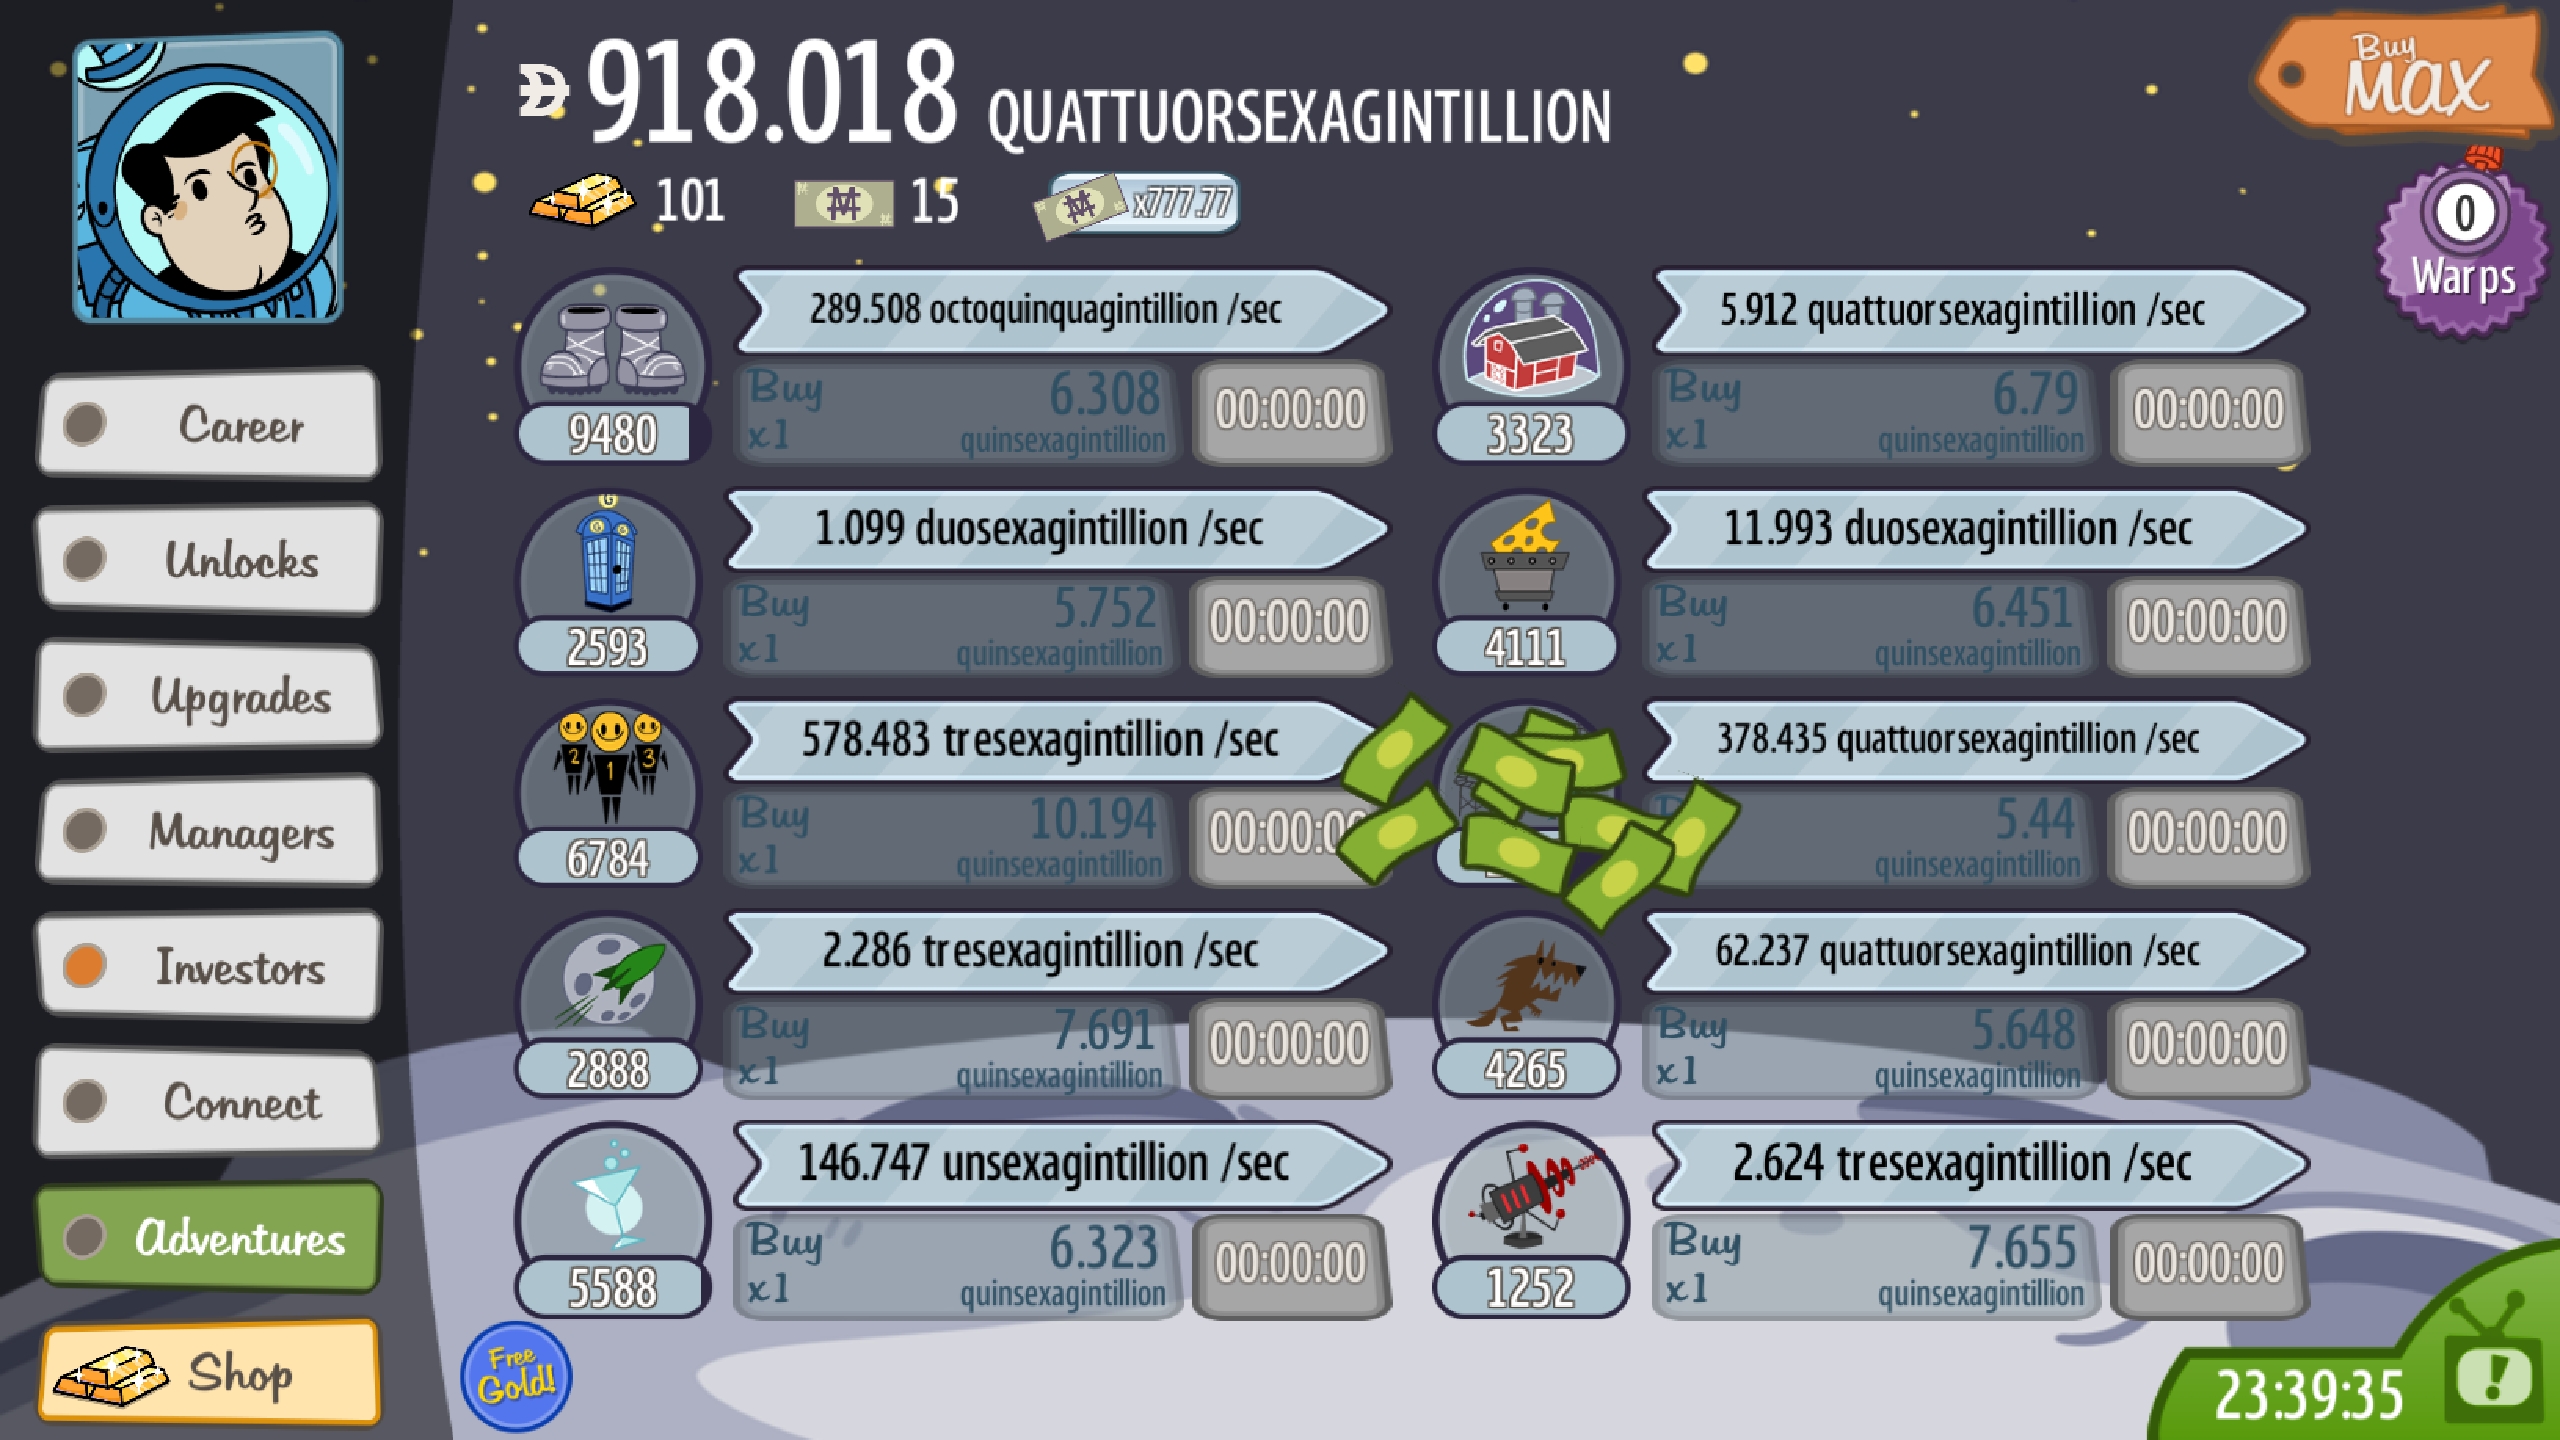 Buy
MAX
918.018 QUATTUORSEXAGINTILLION
101
15
x777.77
0
Warps
Career
Unlocks
Upgrades
Managers
Investors
Connect
Adventures
Shop
289.508 octoquinquagintillion /sec
Buy 6.308
x1 quinsexagintillion
00:00:00
9480
5.912 quattuorsexagintillion /sec
Buy 6.79
x1 quinsexagintillion
00:00:00
3323
G
1.099 duosexagintillion /sec
Buy 5.752
x1 quinsexagintillion
00:00:00
2593
11.993 duosexagintillion /sec
Buy 6.451
x1 quinsexagintillion
00:00:00
4111
2 1 3
578.483 tresexagintillion /sec
Buy 10.194
x1 quinsexagintillion
6784
378.435 quattuorsexagintillion /sec
5.44
quinsexagintillion
00:00:00
2.286 tresexagintillion /sec
Buy 7.691
x1 quinsexagintillion
00:00:00
2888
62.237 quattuorsexagintillion /sec
Buy 5.648
x1 quinsexagintillion
00:00:00
4265
146.747 unsexagintillion /sec
Buy 6.323
x1 quinsexagintillion
00:00:00
5588
2.624 tresexagintillion /sec
Buy 7.655
x1 quinsexagintillion
00:00:00
1252
Free
Gold!
23:39:35
!